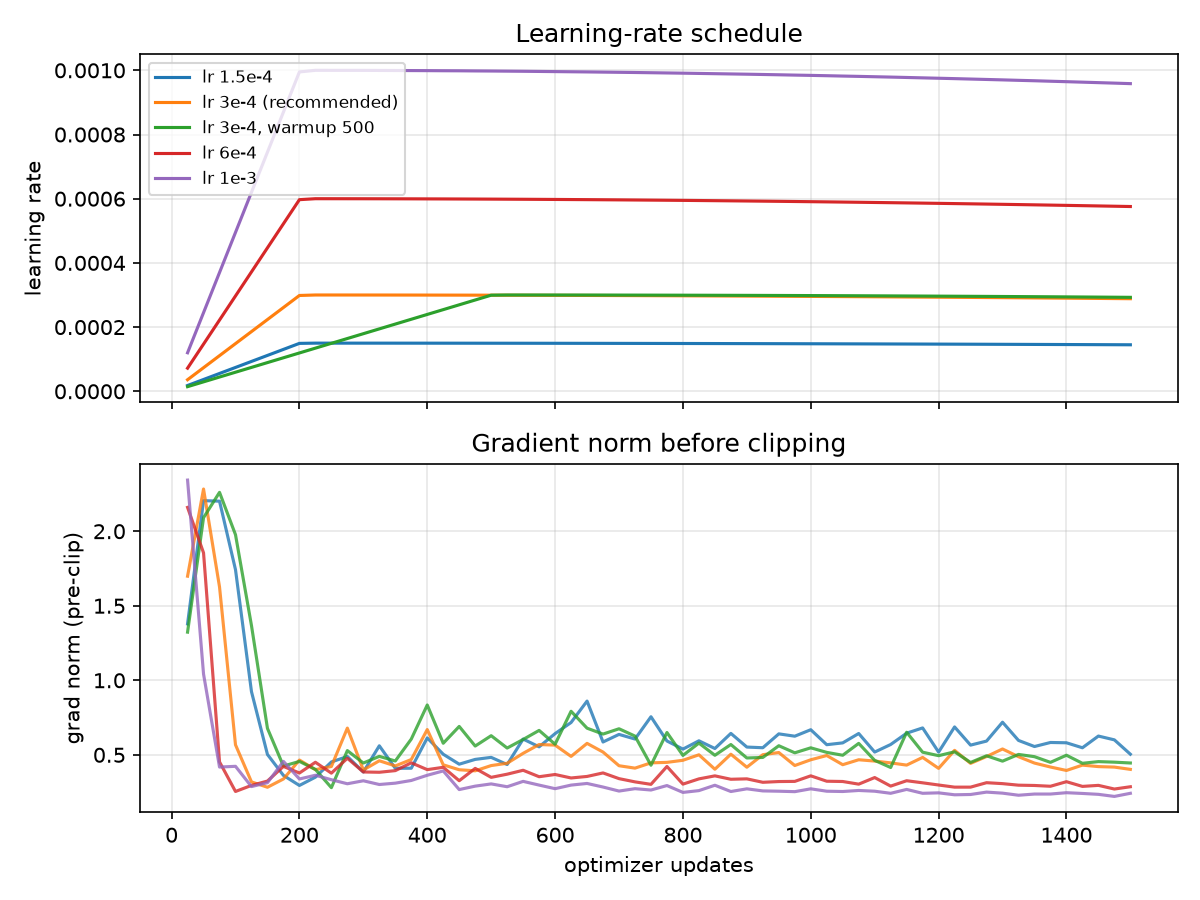 Learning-rate schedule
learning rate
0.0010
0.0008
0.0006
0.0004
0.0002
0.0000
lr 1.5e-4
lr 3e-4 (recommended)
lr 3e-4, warmup 500
lr 6e-4
lr 1e-3
Gradient norm before clipping
grad norm (pre-clip)
2.0
1.5
1.0
0.5
0 200 400 600 800 1000 1200 1400
optimizer updates